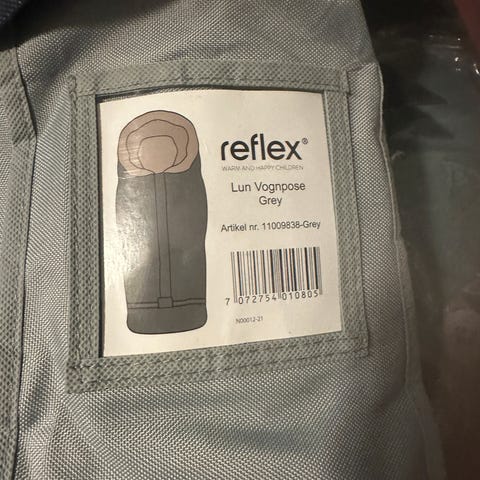 reflex®
WARM AND HAPPY CHILDREN
Lun Vognpose
Grey
Artikel nr. 11009838-Grey
7 072754 010805
N00012-21